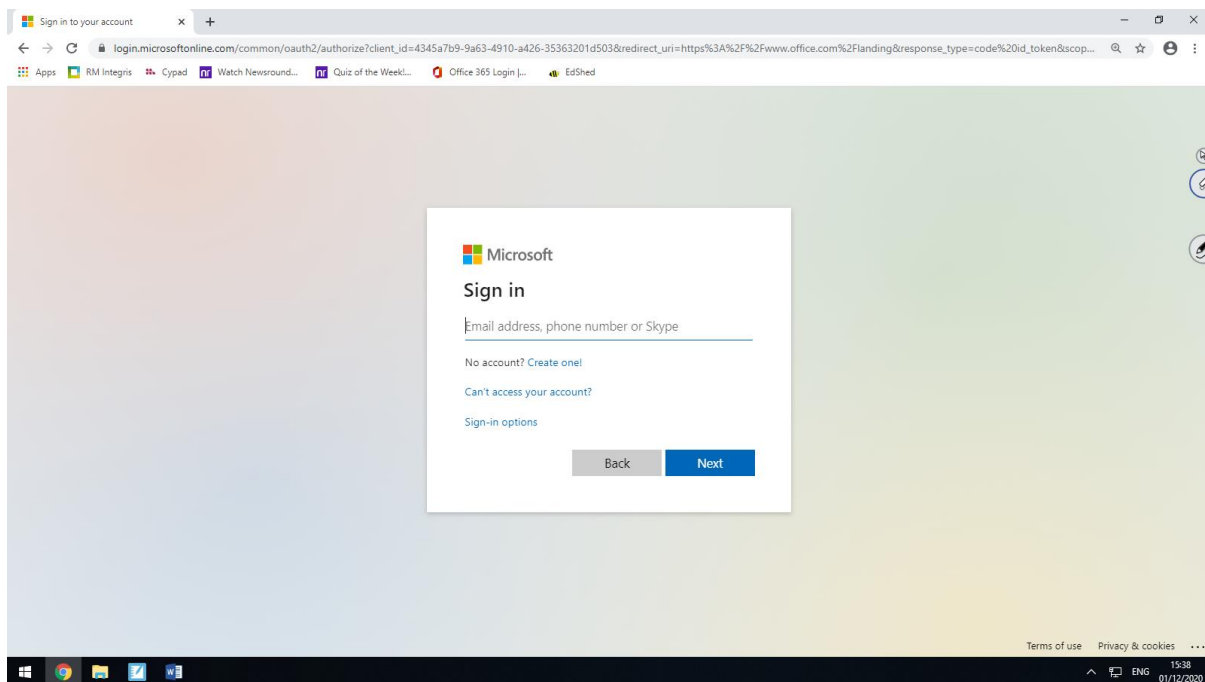 Sign in to your account
login.microsoftonline.com/common/oauth2/authorize?client_id=4345a7b9-9a63-4910-a426-35363201d503&redirect_uri=https%3A%2F%2Fwww.office.com%2Flanding&response_type=code%20id_token&scop...
Apps RM Integris Cypad nr Watch Newsround... nr Quiz of the Weekl... Office 365 Login |... EdShed
Microsoft
Sign in
Email address, phone number or Skype
No account? Create one!
Can't access your account?
Sign-in options
Back Next
Terms of use Privacy & cookies ...
ENG 15:38
01/12/2020